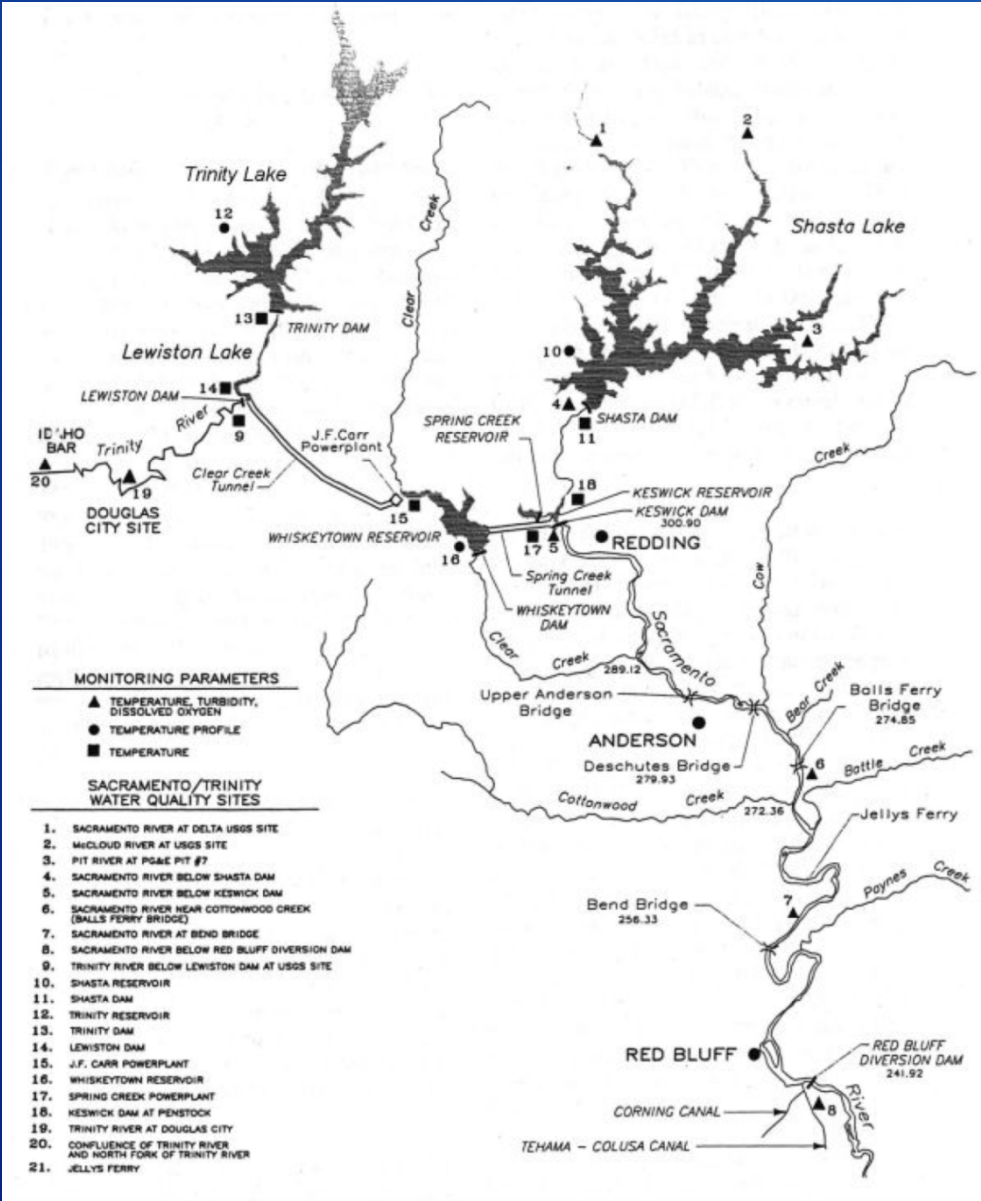 1
2
Trinity Lake
12
Creek
Shasta Lake
Clear
13
TRINITY DAM
3
Lewiston Lake
10
14
LEWISTON DAM
4
SHASTA DAM
11
SPRING CREEK
RESERVOIR
River
9
J.F.Carr
Powerplant
Creek
Trinity
BAR
20
19
Clear Creek
Tunnel
18
KESWICK RESERVOIR
KESWICK DAM
300.90
DOUGLAS
CITY SITE
15
WHISKEYTOWN RESERVOIR
16
17
5
REDDING
Spring Creek
Tunnel
Cow
WHISKEYTOWN
DAM
Clear
Creek
289.12
Sacramento
MONITORING PARAMETERS
TEMPERATURE, TURBIDITY,
DISSOLVED OXYGEN
TEMPERATURE PROFILE
TEMPERATURE
Upper Anderson
Bridge
Bear Creek
Balls Ferry
Bridge
274.85
ANDERSON
Deschutes Bridge
279.93
6
Battle
Creek
Cottonwood
Creek
272.36
Jellys Ferry
Paynes
Creek
7
Bend Bridge
256.33
RED BLUFF
RED BLUFF
DIVERSION DAM
241.92
River
8
CORNING CANAL
TEHAMA - COLUSA CANAL
SACRAMENTO/TRINITY
WATER QUALITY SITES
1. SACRAMENTO RIVER AT DELTA USGS SITE
2. McCLOUD RIVER AT USGS SITE
3. PIT RIVER AT PG&E PIT #7
4. SACRAMENTO RIVER BELOW SHASTA DAM
5. SACRAMENTO RIVER BELOW KESWICK DAM
6. SACRAMENTO RIVER NEAR COTTONWOOD CREEK
(BALLS FERRY BRIDGE)
7. SACRAMENTO RIVER AT BEND BRIDGE
8. SACRAMENTO RIVER BELOW RED BLUFF DIVERSION DAM
9. TRINITY RIVER BELOW LEWISTON DAM AT USGS SITE
10. SHASTA RESERVOIR
11. SHASTA DAM
12. TRINITY RESERVOIR
13. TRINITY DAM
14. LEWISTON DAM
15. J.F. CARR POWERPLANT
16. WHISKEYTOWN RESERVOIR
17. SPRING CREEK POWERPLANT
18. KESWICK DAM AT PENSTOCK
19. TRINITY RIVER AT DOUGLAS CITY
20. CONFLUENCE OF TRINITY RIVER
AND NORTH FORK OF TRINITY RIVER
21. JELLYS FERRY